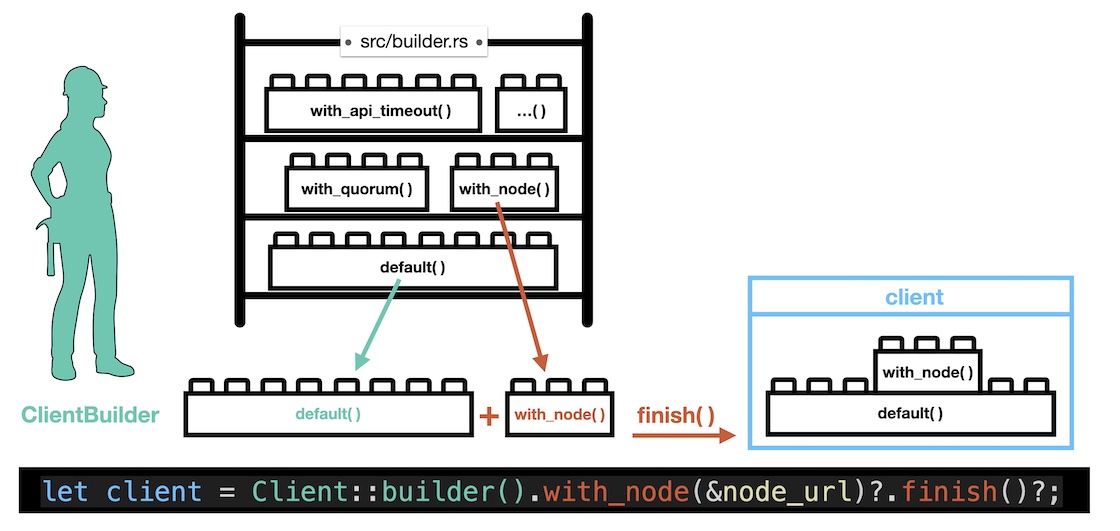 src/builder.rs
with_api_timeout( )
...( )
with_quorum( )
with_node( )
default( )
client
with_node( )
default( )
ClientBuilder
default( )
+
with_node( )
finish( )
let client = Client::builder().with_node(&node_url)?.finish()?;